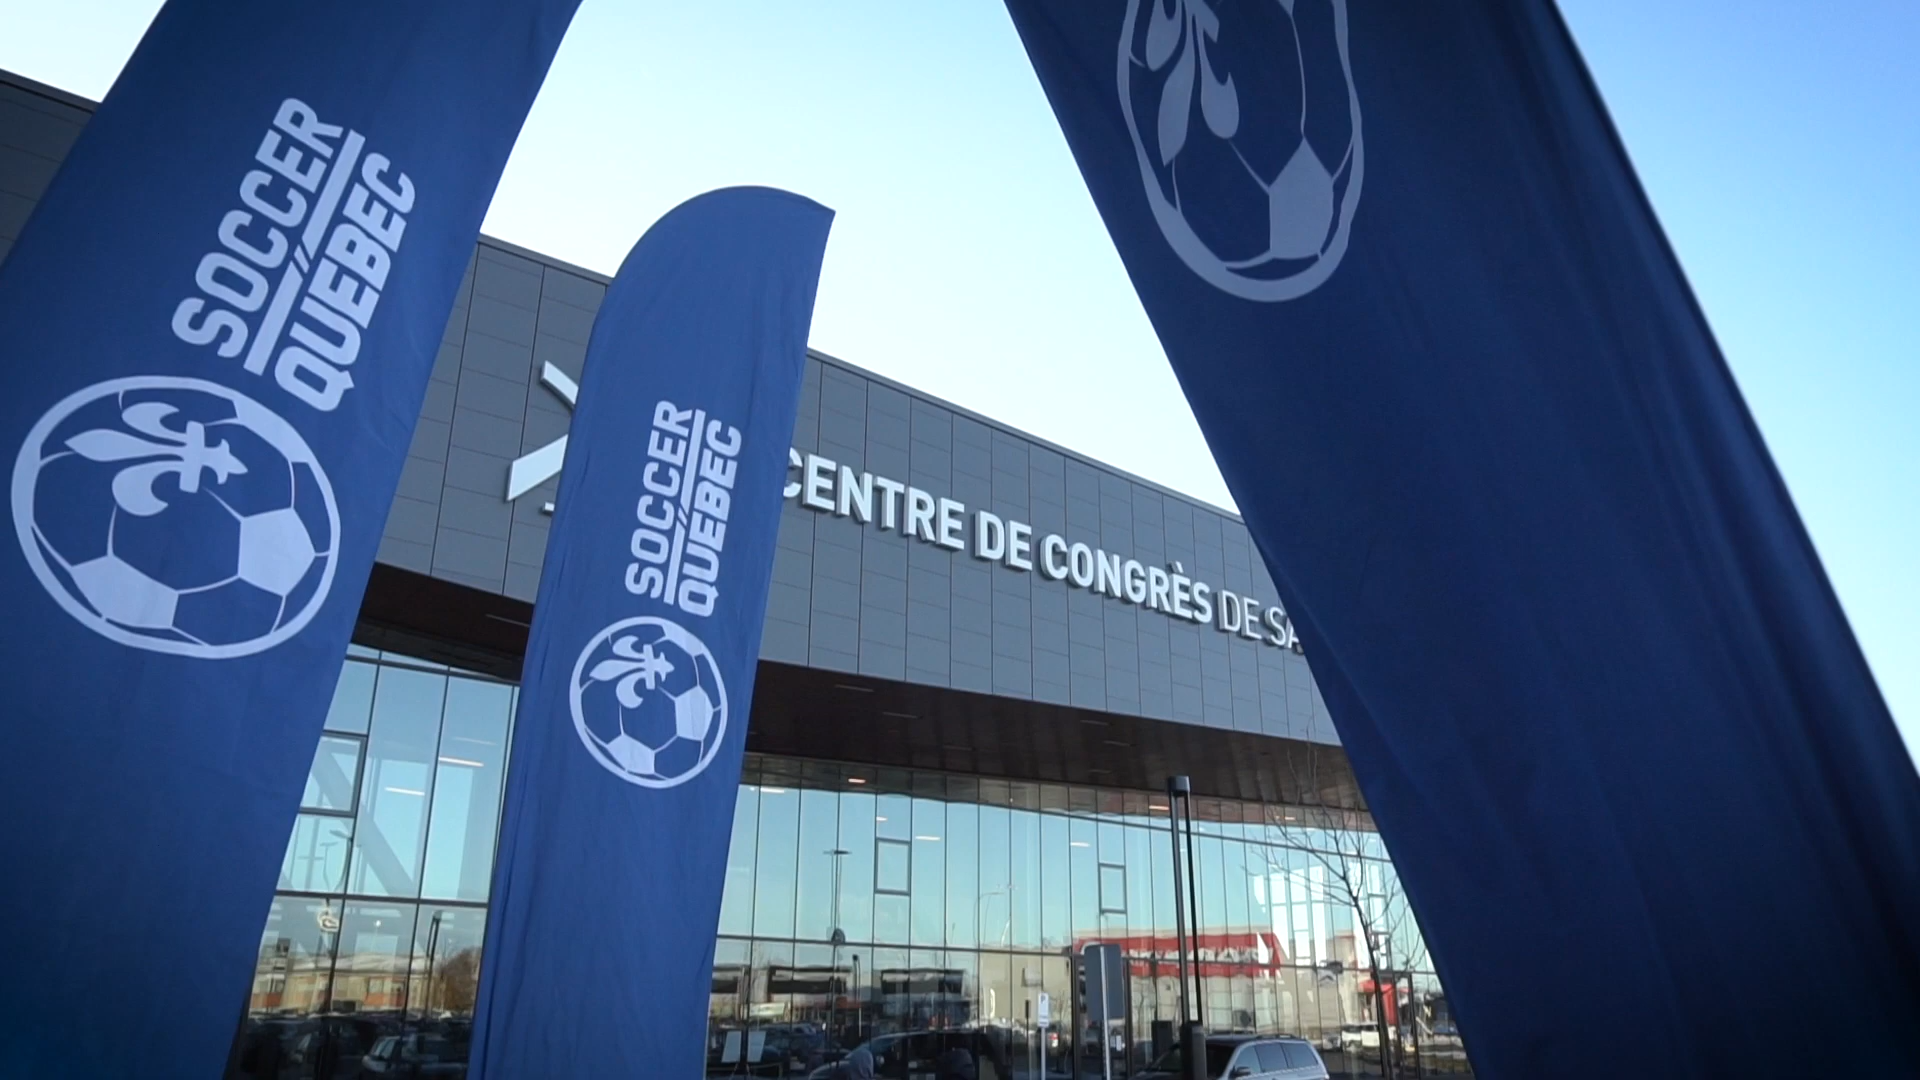 SOCCER
QUÉBEC
SOCCER
QUÉBEC
CENTRE DE CONGRÈS DE SA